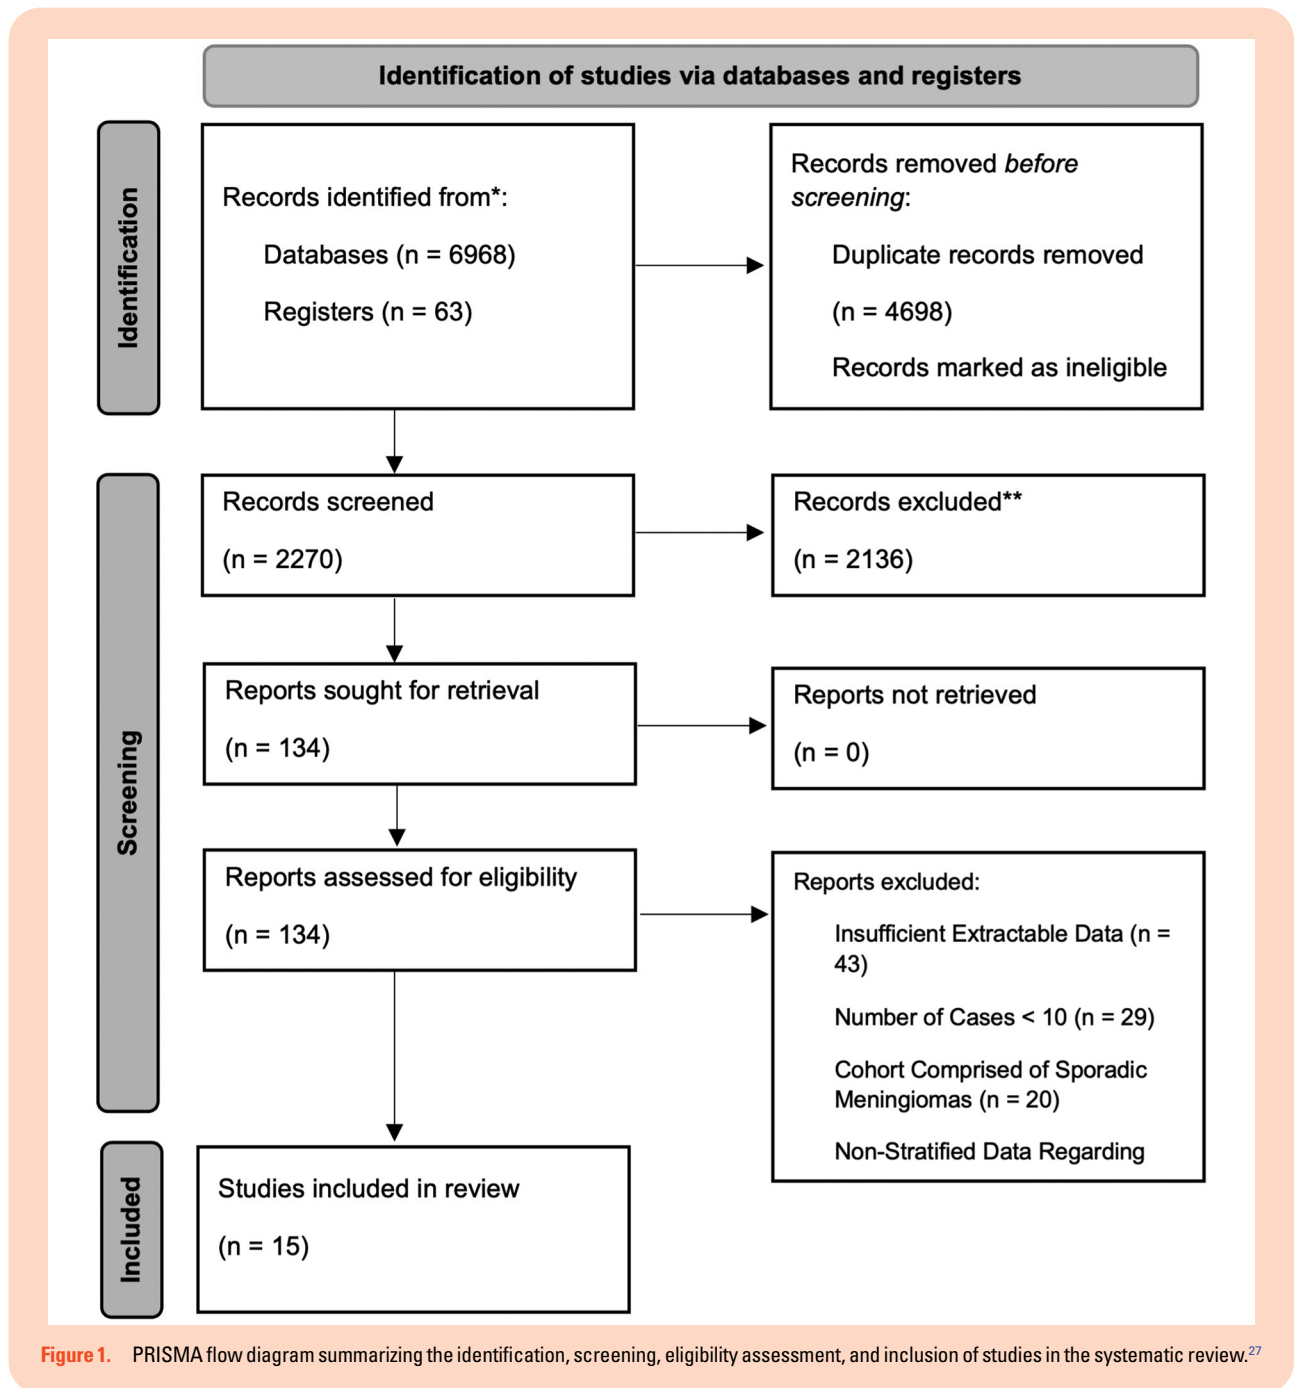 Identification of studies via databases and registers
Identification
Records identified from*:
Databases (n = 6968)
Registers (n = 63)
Records removed before
screening:
Duplicate records removed
(n = 4698)
Records marked as ineligible
Screening
Records screened
(n = 2270)
Records excluded**
(n = 2136)
Reports sought for retrieval
(n = 134)
Reports not retrieved
(n = 0)
Reports assessed for eligibility
(n = 134)
Reports excluded:
Insufficient Extractable Data (n =
43)
Number of Cases < 10 (n = 29)
Cohort Comprised of Sporadic
Meningiomas (n = 20)
Non-Stratified Data Regarding
Included
Studies included in review
(n = 15)
Figure 1. PRISMA flow diagram summarizing the identification, screening, eligibility assessment, and inclusion of studies in the systematic review.27